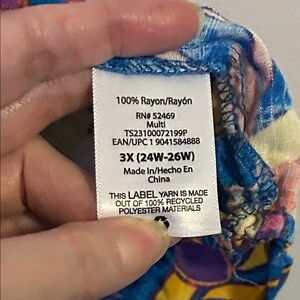 100% Rayon/Rayón
RN# 52469
Multi
TS23100072199P
EAN/UPC 1 9041584888
3X (24W-26W)
Made in/Hecho En
China
THIS LABEL YARN IS MADE
OUT OF 100% RECYCLED
POLYESTER MATERIALS